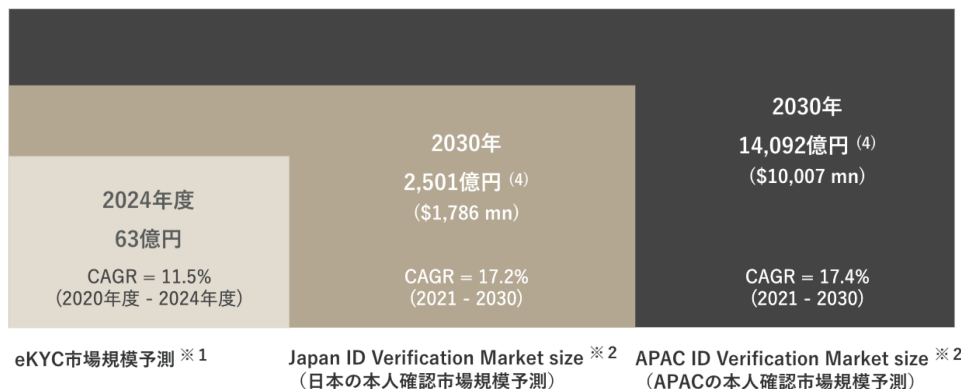 2024年度
63億円
CAGR = 11.5%
(2020年度 - 2024年度)
2030年
2,501億円 (4)
($1,786 mn)
CAGR = 17.2%
(2021 - 2030)
2030年
14,092億円 (4)
($10,007 mn)
CAGR = 17.4%
(2021 - 2030)
eKYC市場規模予測 ※1
Japan ID Verification Market size ※2
（日本の本人確認市場規模予測）
APAC ID Verification Market size ※2
（APACの本人確認市場規模予測）